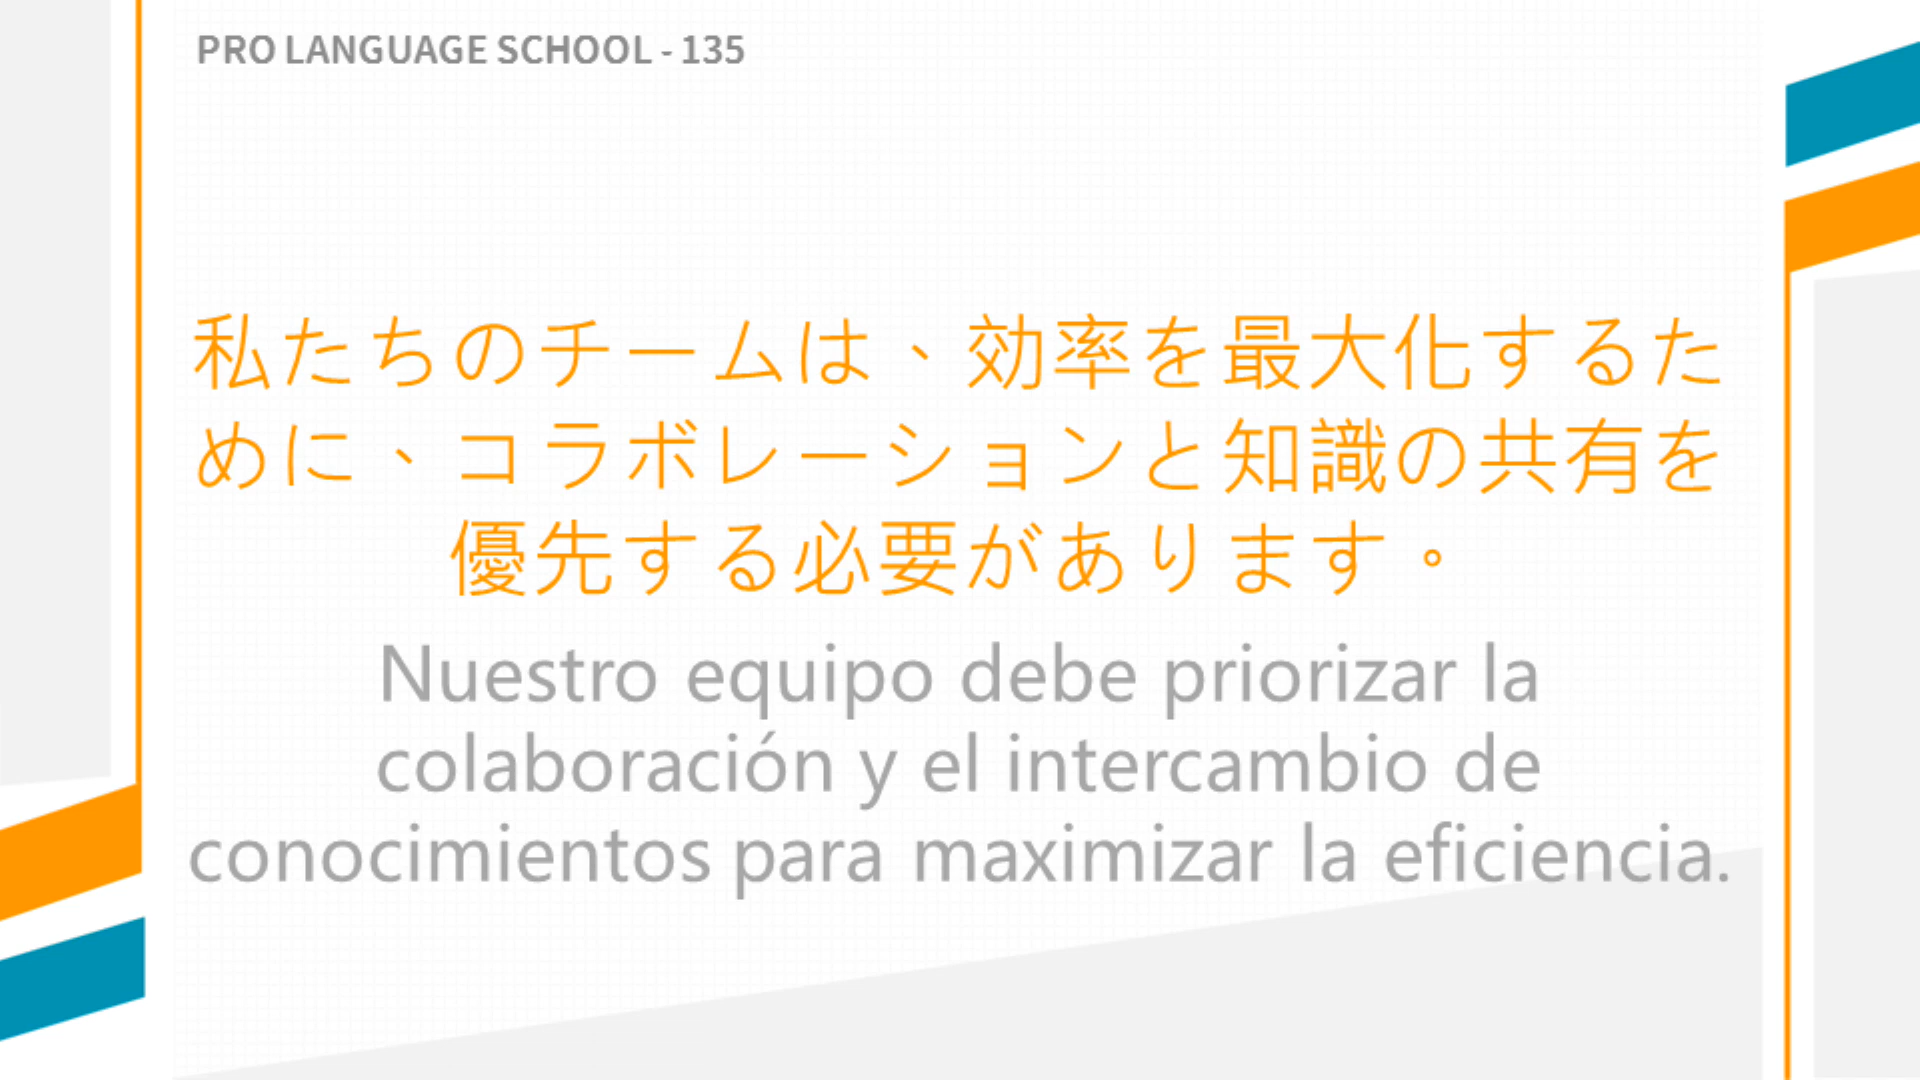 PRO LANGUAGE SCHOOL - 135
私たちのチームは、効率を最大化するた
めに、コラボレーションと知識の共有を
優先する必要があります。
Nuestro equipo debe priorizar la
colaboración y el intercambio de
conocimientos para maximizar la eficiencia.